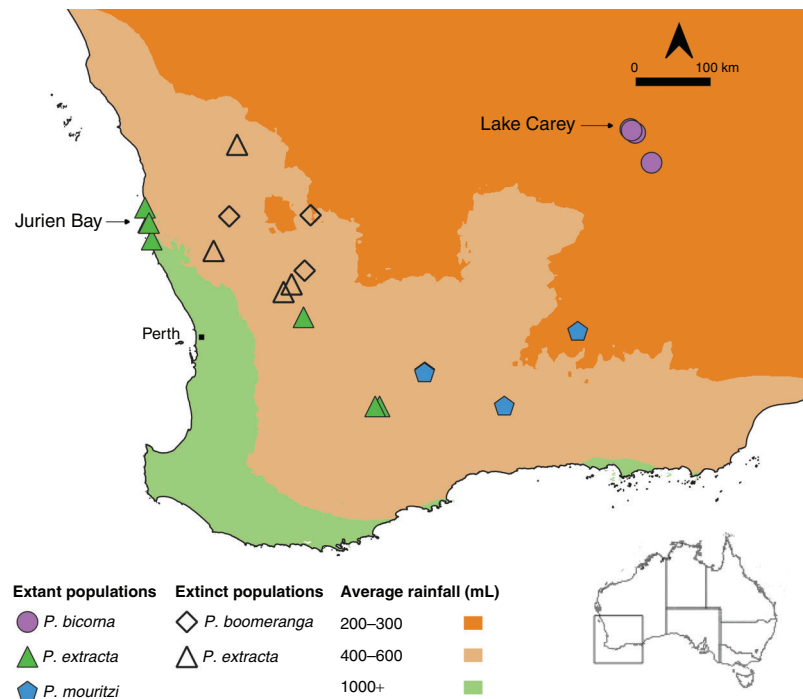 0 100 km
Lake Carey
Jurien Bay
Perth
Extant populations
P. bicorna
P. extracta
P. mouritzi
Extinct populations
P. boomeranga
P. extracta
Average rainfall (mL)
200–300
400–600
1000+